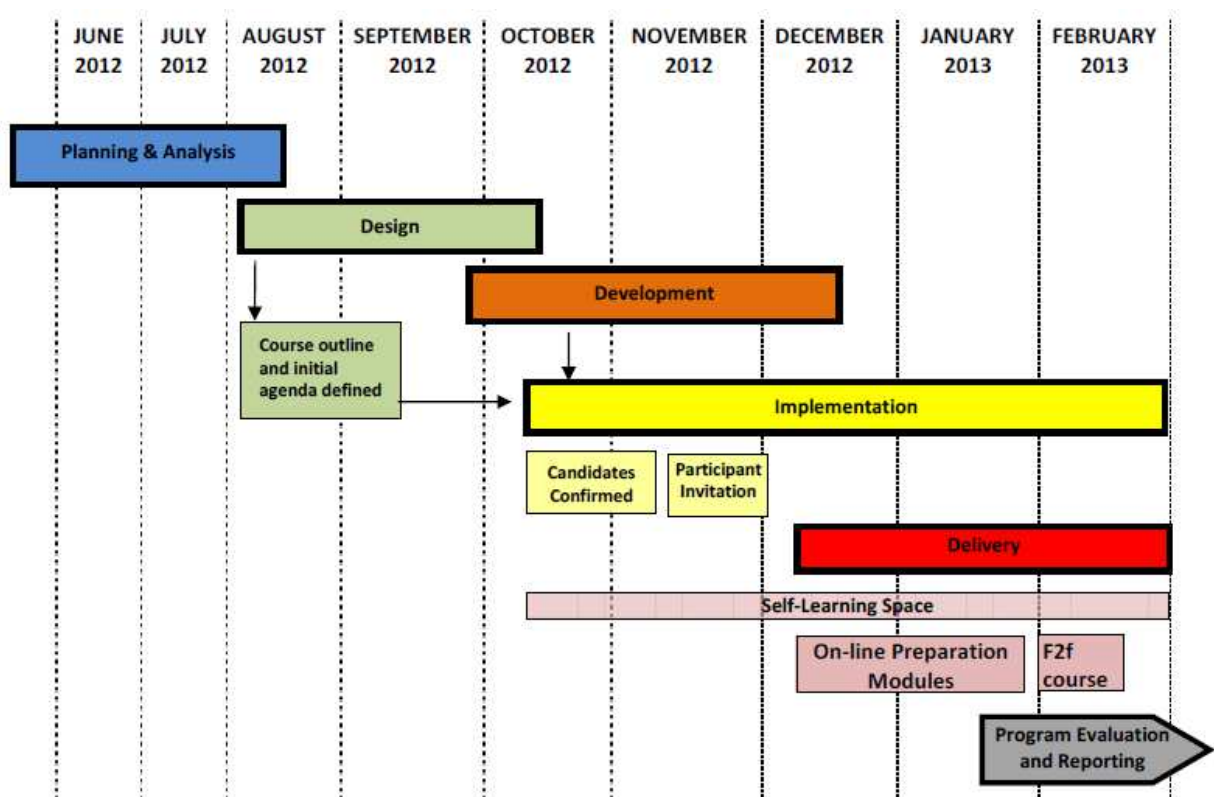 JUNE JULY AUGUST SEPTEMBER OCTOBER NOVEMBER DECEMBER JANUARY FEBRUARY
2012 2012 2012 2012 2012 2012 2012 2013 2013
Planning & Analysis
Design
Development
Course outline
and initial
agenda defined
Implementation
Candidates
Confirmed
Participant
Invitation
Delivery
Self-Learning Space
On-line Preparation
Modules
F2f
course
Program Evaluation
and Reporting